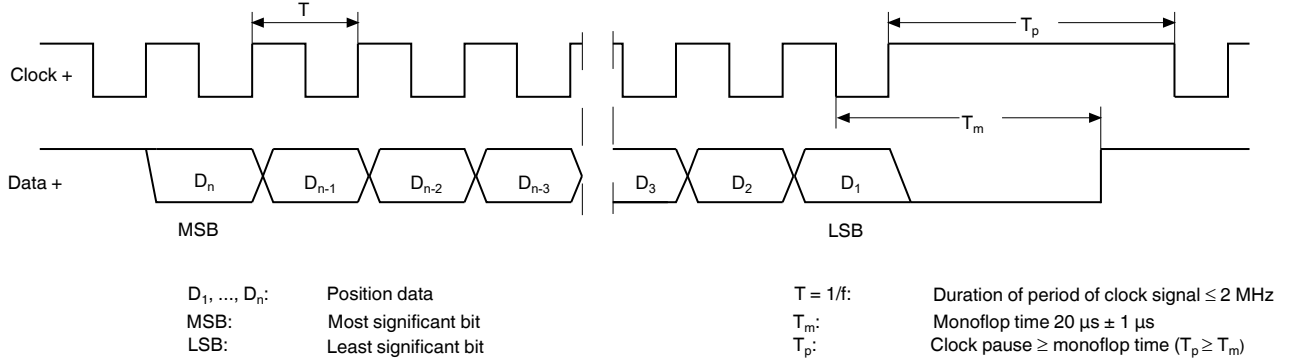 T
T_p
Clock +
T_m
Data +
D_n
D_n-1
D_n-2
D_n-3
D_3
D_2
D_1
MSB
LSB
D_1, ..., D_n: Position data
MSB: Most significant bit
LSB: Least significant bit
T = 1/f: Duration of period of clock signal ≤ 2 MHz
T_m: Monoflop time 20 µs ± 1 µs
T_p: Clock pause ≥ monoflop time (T_p ≥ T_m)